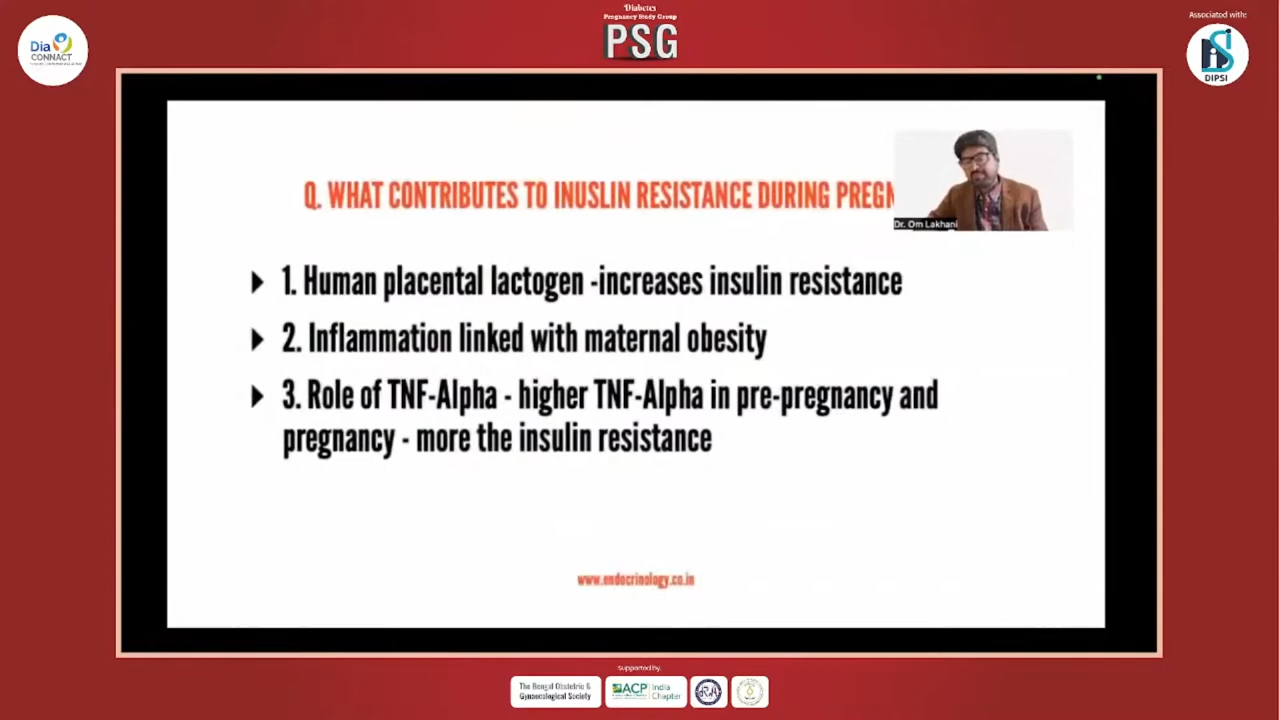 Diabetes
Pregnancy Study Group
PSG
Associated with:
Dia
CONNACT
DIPSI
Q. WHAT CONTRIBUTES TO INUSLIN RESISTANCE DURING PREGN
Dr. Om Lakhani
1. Human placental lactogen -increases insulin resistance
2. Inflammation linked with maternal obesity
3. Role of TNF-Alpha - higher TNF-Alpha in pre-pregnancy and
pregnancy - more the insulin resistance
www.endocrinology.co.in
Supported by:
The Bengal Obstetric &
Gynaecological Society
ACP
India
Chapter